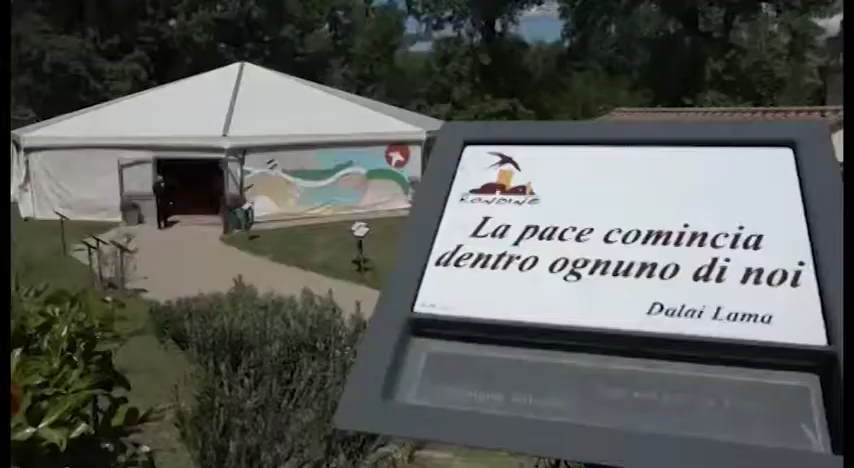 RONDINE
La pace comincia
dentro ognuno di noi
Dalai Lama